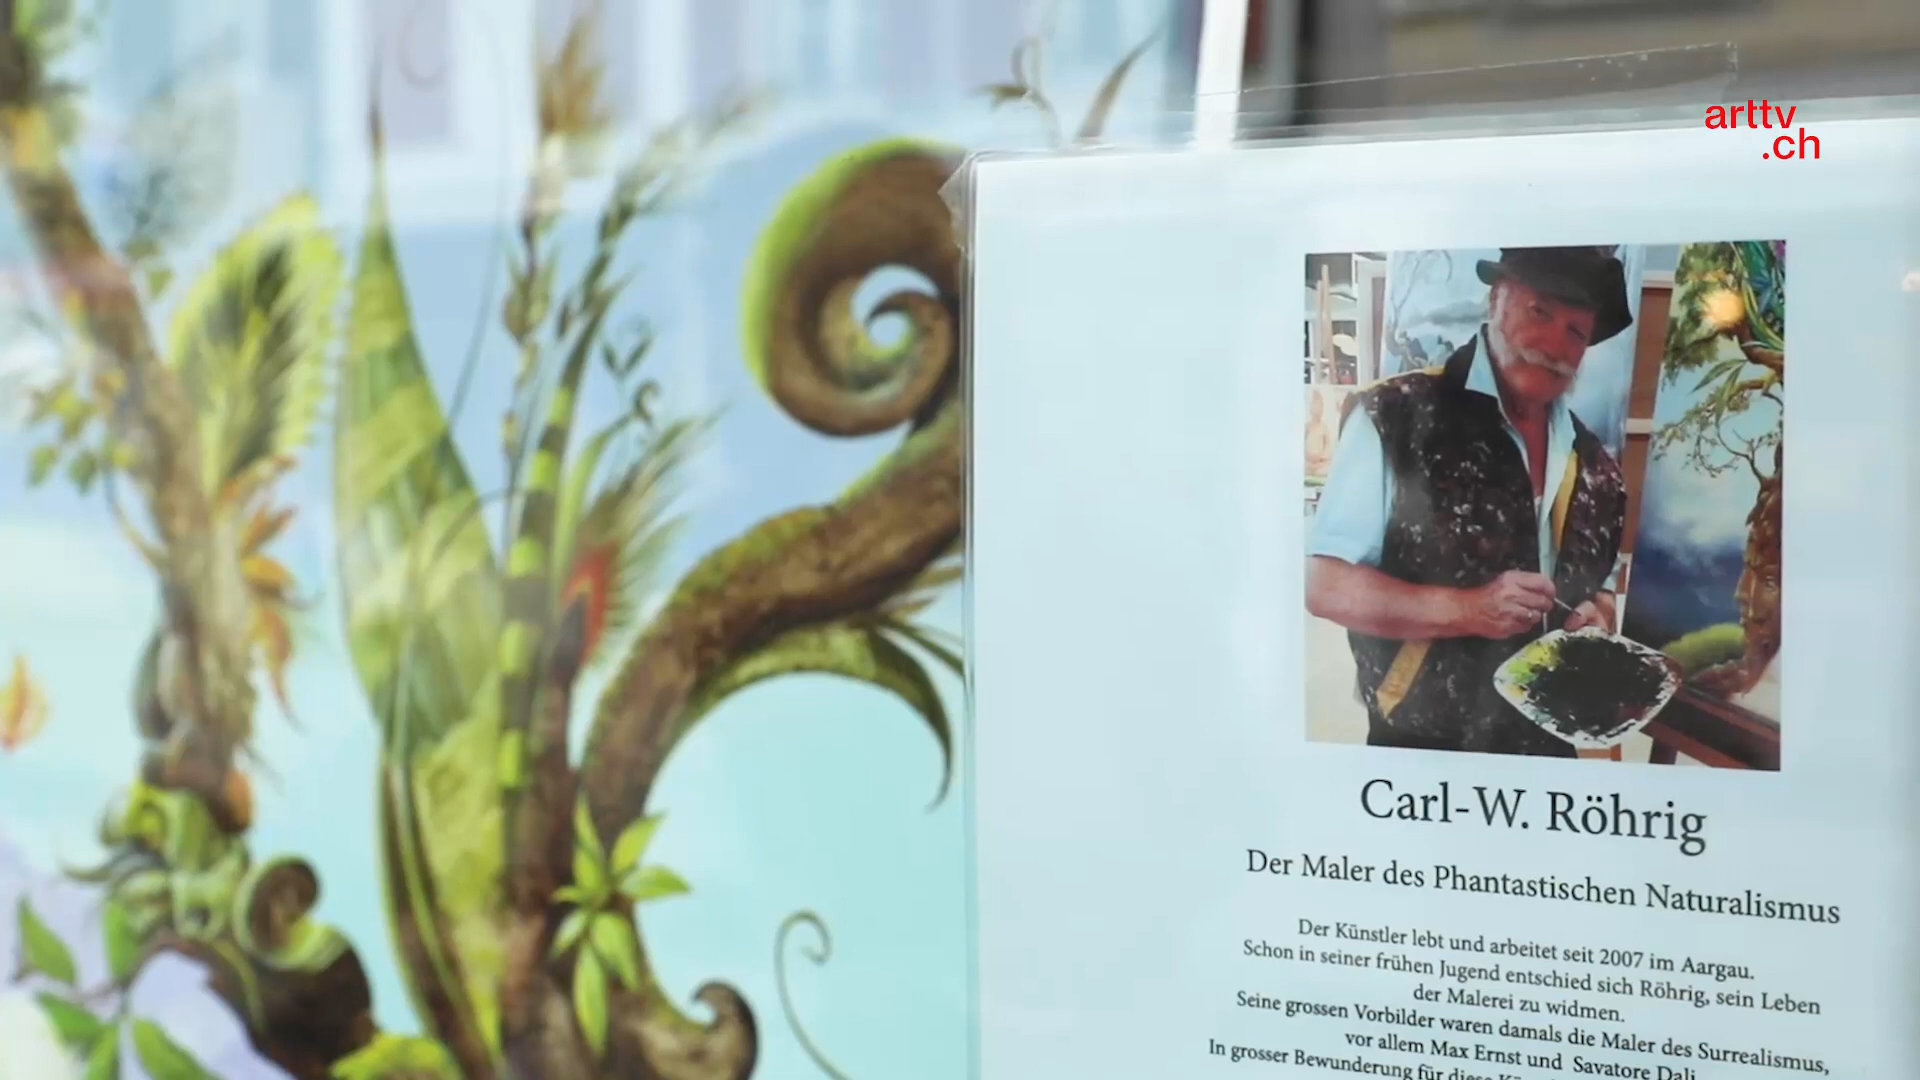 arttv
.ch
Carl-W. Röhrig
Der Maler des Phantastischen Naturalismus
Der Künstler lebt und arbeitet seit 2007 im Aargau.
Schon in seiner frühen Jugend entschied sich Röhrig, sein Leben
der Malerei zu widmen.
Seine grossen Vorbilder waren damals die Maler des Surrealismus,
vor allem Max Ernst und Savatore Dali
In grosser Bewunderung für diese